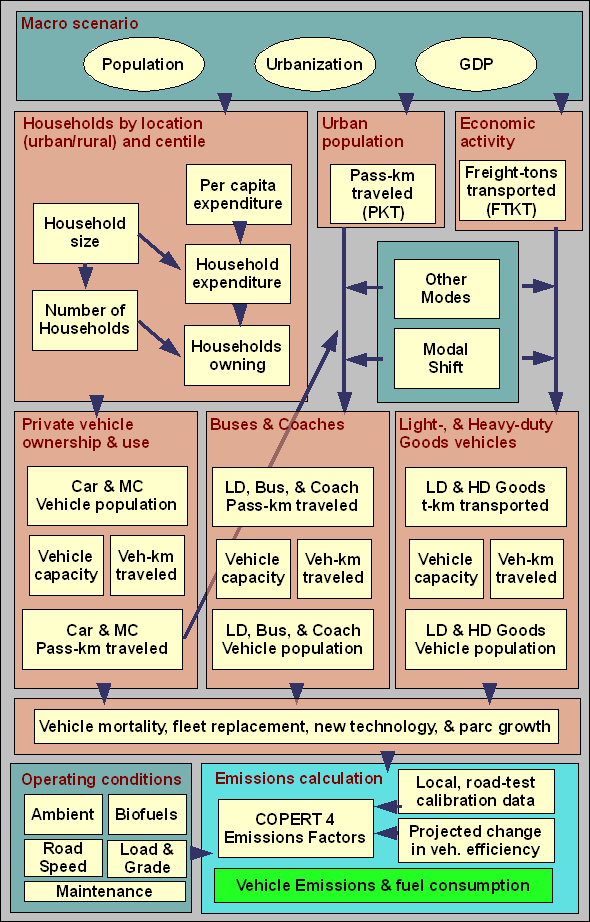 Macro scenario
Population
Urbanization
GDP
Households by location
(urban/rural) and centile
Per capita
expenditure
Household
size
Household
expenditure
Number of
Households
Households
owning
Urban
population
Pass-km
traveled
(PKT)
Economic
activity
Freight-tons
transported
(FTKT)
Other
Modes
Modal
Shift
Private vehicle
ownership & use
Car & MC
Vehicle population
Vehicle
capacity
Veh-km
traveled
Car & MC
Pass-km traveled
Buses & Coaches
LD, Bus, & Coach
Pass-km traveled
Vehicle
capacity
Veh-km
traveled
LD, Bus, & Coach
Vehicle population
Light-, & Heavy-duty
Goods vehicles
LD & HD Goods
t-km transported
Vehicle
capacity
Veh-km
traveled
LD & HD Goods
Vehicle population
Vehicle mortality, fleet replacement, new technology, & parc growth
Operating conditions
Ambient
Biofuels
Road
Speed
Load &
Grade
Maintenance
Emissions calculation
COPERT 4
Emissions Factors
Local, road-test
calibration data
Projected change
in veh. efficiency
Vehicle Emissions & fuel consumption